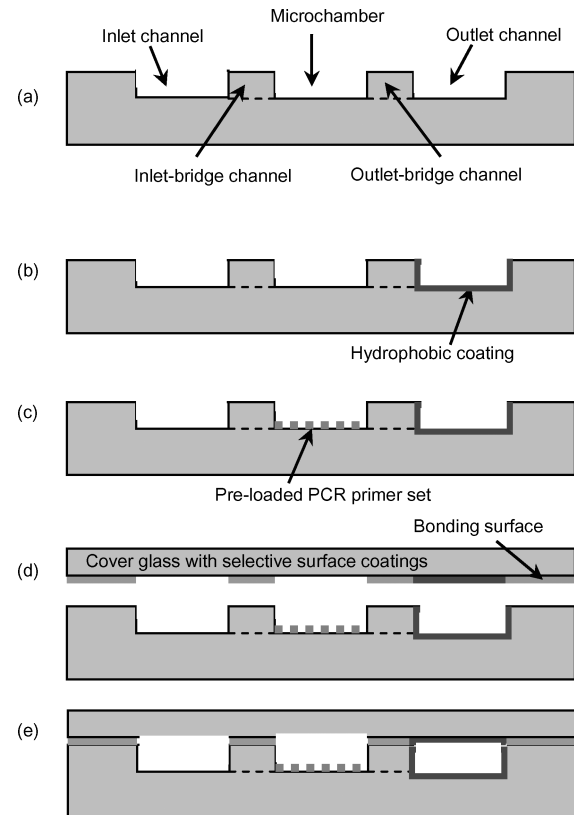 Microchamber
Inlet channel
Outlet channel
(a)
Inlet-bridge channel
Outlet-bridge channel
(b)
Hydrophobic coating
(c)
Pre-loaded PCR primer set
Bonding surface
(d)
Cover glass with selective surface coatings
(e)